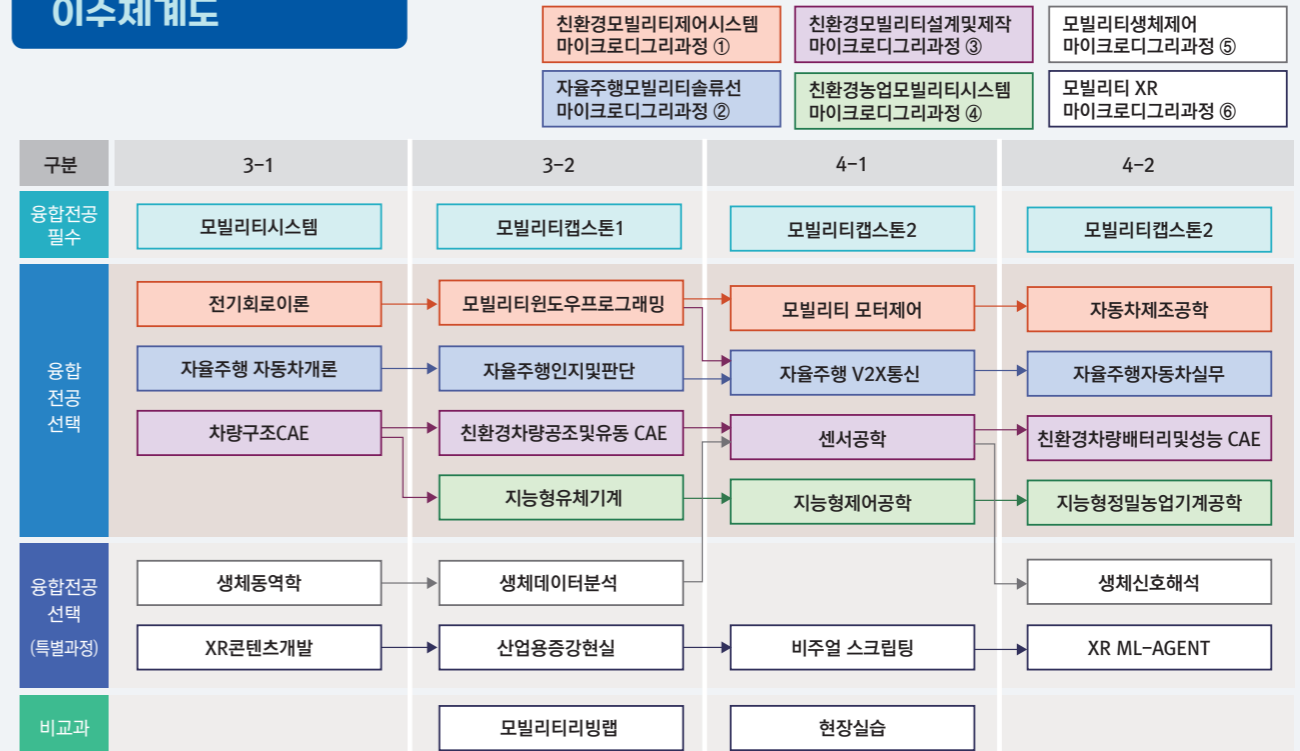 이수체계도
친환경모빌리티제어시스템
마이크로디그리과정 ①
친환경모빌리티설계및제작
마이크로디그리과정 ③
모빌리티생체제어
마이크로디그리과정 ⑤
자율주행모빌리티솔류션
마이크로디그리과정 ②
친환경농업모빌리티시스템
마이크로디그리과정 ④
모빌리티 XR
마이크로디그리과정 ⑥
구분 3-1 3-2 4-1 4-2
융합전공
필수
모빌리티시스템 모빌리티캡스톤1 모빌리티캡스톤2 모빌리티캡스톤2
융합
전공
선택
전기회로이론 모빌리티윈도우프로그래밍 모빌리티 모터제어 자동차제조공학
자율주행 자동차개론 자율주행인지및판단 자율주행 V2X통신 자율주행자동차실무
차량구조CAE 친환경차량공조및유동 CAE 센서공학 친환경차량배터리및성능 CAE
지능형유체기계 지능형제어공학 지능형정밀농업기계공학
융합전공
선택
(특별과정)
생체동역학 생체데이터분석 생체신호해석
XR콘텐츠개발 산업용증강현실 비주얼 스크립팅 XR ML-AGENT
비교과
모빌리티리빙랩 현장실습